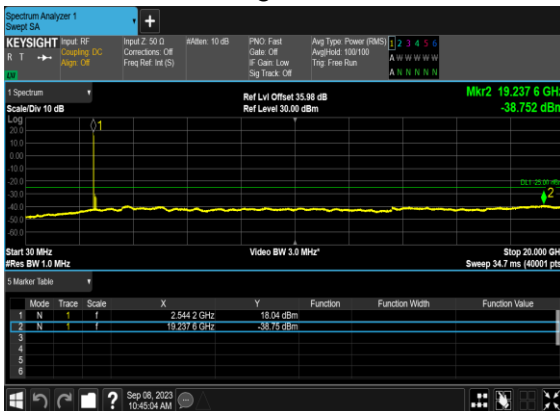 Spectrum Analyzer 1
Swept SA
KEYSIGHT
R T
Input: RF
Coupling: DC
Align: Off
Input Z: 50 Ω
Corrections: Off
Freq Ref: Int (S)
#Atten: 10 dB
PNO: Fast
Gate: Off
IF Gain: Low
Sig Track: Off
Avg Type: Power (RMS)
Avg|Hold: 100/100
Trig: Free Run
1 2 3 4 5 6
A W W W W W
A N N N N N
1 Spectrum
Scale/Div 10 dB
Ref Lvl Offset 35.98 dB
Ref Level 30.00 dBm
Mkr2 19.237 6 GHz
-38.752 dBm
Log
20.0
10.0
0.00
-10.0
-20.0
-30.0
-40.0
-50.0
-60.0
1
2
Start 30 MHz
#Res BW 1.0 MHz
Video BW 3.0 MHz*
Stop 20.000 GHz
Sweep 34.7 ms (40001 pts)
5 Marker Table
Mode Trace Scale X Y Function Function Width Function Value
1 N 1 f 2.544 2 GHz 18.04 dBm
2 N 1 f 19.237 6 GHz -38.75 dBm
3
4
5
6
Sep 08, 2023
10:45:04 AM